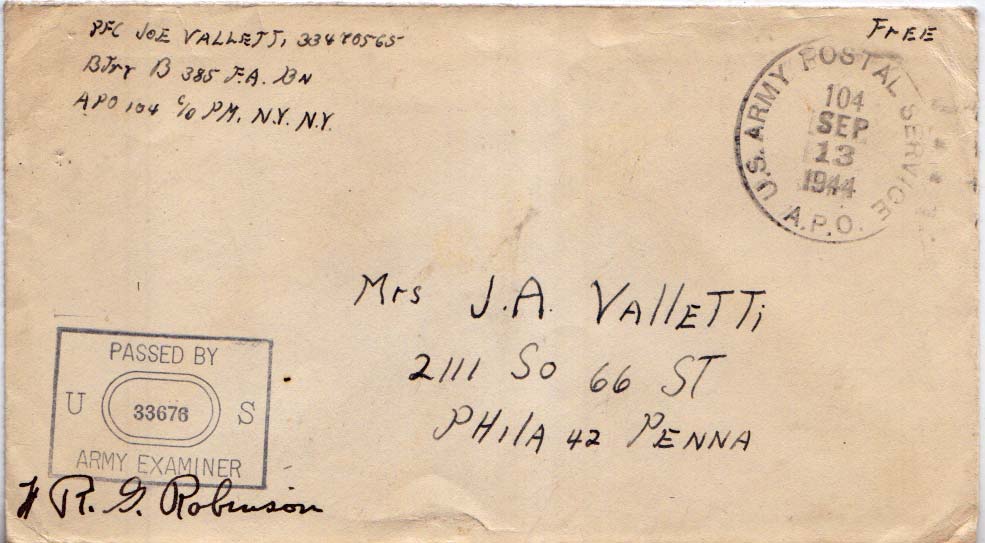 PFC JOE VALLETTI 33470565
BTry B 385 F.A. BN
APO 104 c/o PM, N.Y. N.Y.
FrEE
U.S. ARMY POSTAL SERVICE
104
SEP
13
1944
A.P.O.
Mrs J.A. VAllETTi
2111 So 66 ST
PHIlA 42 PENNA
PASSED BY
U 33676 S
ARMY EXAMINER
R. G. Robinson